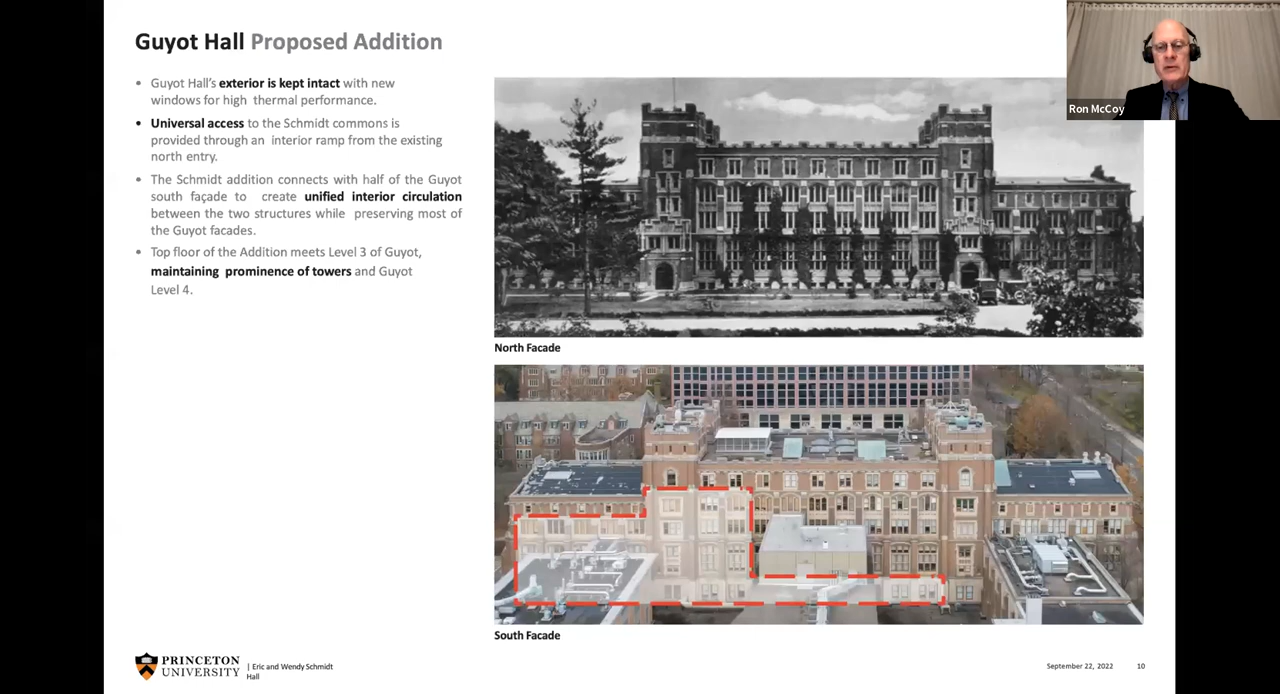 Guyot Hall Proposed Addition
• Guyot Hall's exterior is kept intact with new
windows for high thermal performance.
• Universal access to the Schmidt commons is
provided through an interior ramp from the existing
north entry.
• The Schmidt addition connects with half of the Guyot
south façade to create unified interior circulation
between the two structures while preserving most of
the Guyot facades.
• Top floor of the Addition meets Level 3 of Guyot,
maintaining prominence of towers and Guyot
Level 4.
Ron McCoy
North Facade
South Facade
PRINCETON
UNIVERSITY
| Eric and Wendy Schmidt
Hall
September 22, 2022
10